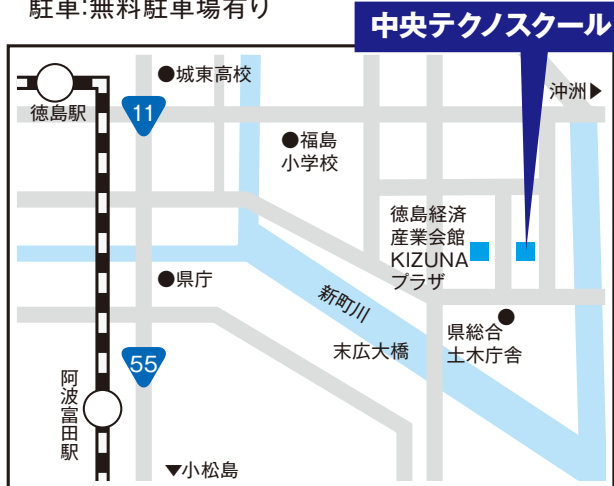 駐車:無料駐車場有り
中央テクノスクール
●城東高校
沖洲▶
徳島駅
11
●福島
小学校
徳島経済
産業会館
KIZUNA
プラザ
●県庁
新町川
県総合
土木庁舎
末広大橋
55
阿波富田駅
▼小松島